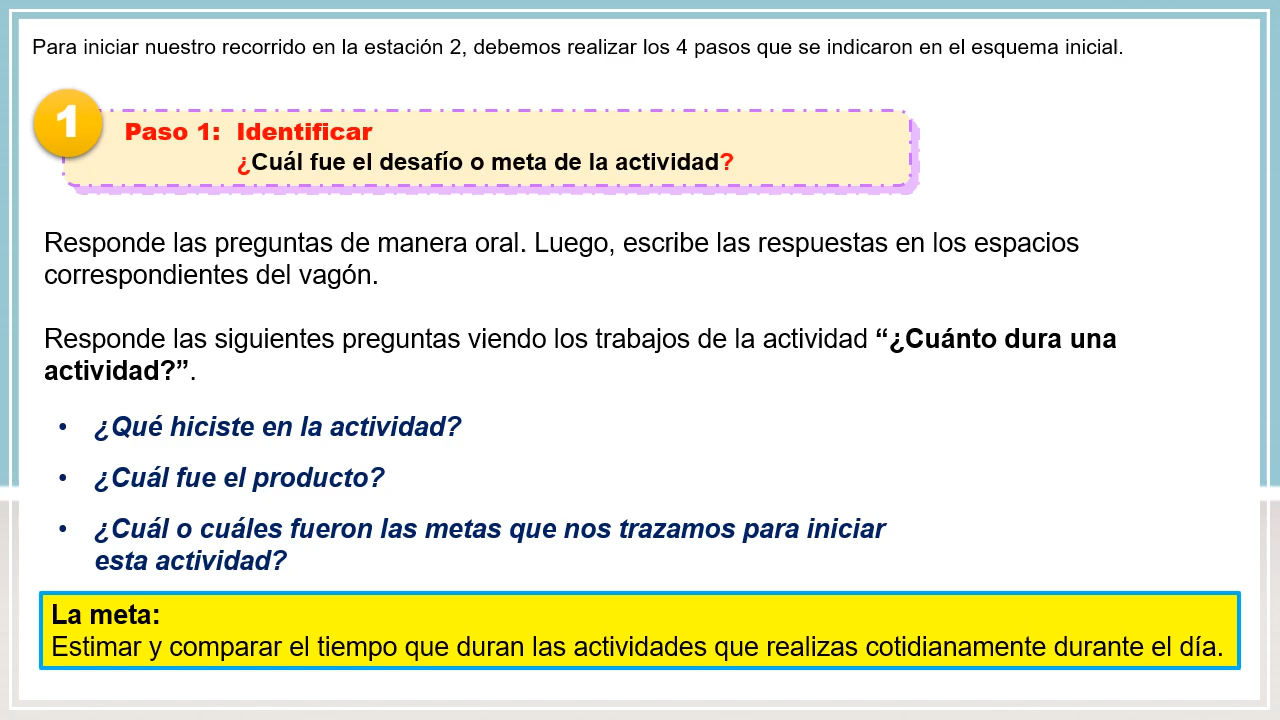 Para iniciar nuestro recorrido en la estación 2, debemos realizar los 4 pasos que se indicaron en el esquema inicial.
1
Paso 1: Identificar
¿Cuál fue el desafío o meta de la actividad?
Responde las preguntas de manera oral. Luego, escribe las respuestas en los espacios
correspondientes del vagón.
Responde las siguientes preguntas viendo los trabajos de la actividad “¿Cuánto dura una
actividad?”.
• ¿Qué hiciste en la actividad?
• ¿Cuál fue el producto?
• ¿Cuál o cuáles fueron las metas que nos trazamos para iniciar
esta actividad?
La meta:
Estimar y comparar el tiempo que duran las actividades que realizas cotidianamente durante el día.